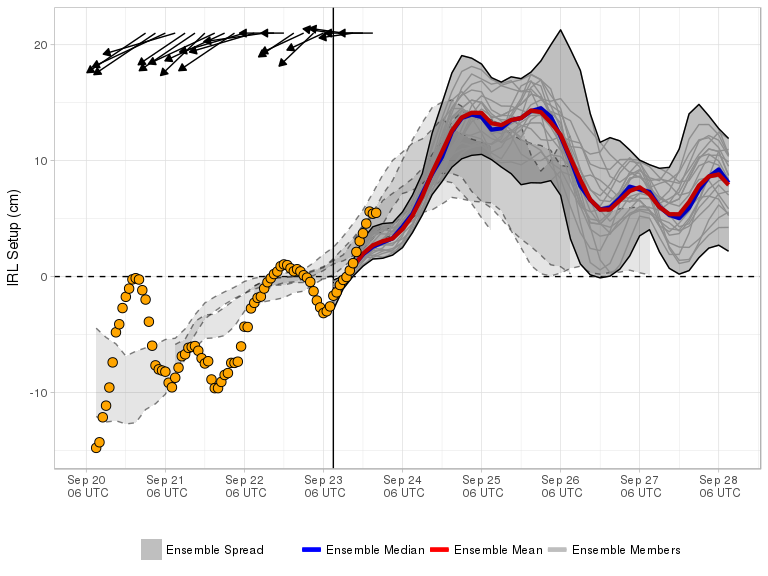 IRL Setup (cm)
20
10
0
-10
Sep 20 Sep 21 Sep 22 Sep 23 Sep 24 Sep 25 Sep 26 Sep 27 Sep 28
06 UTC 06 UTC 06 UTC 06 UTC 06 UTC 06 UTC 06 UTC 06 UTC 06 UTC
Ensemble Spread Ensemble Median Ensemble Mean Ensemble Members